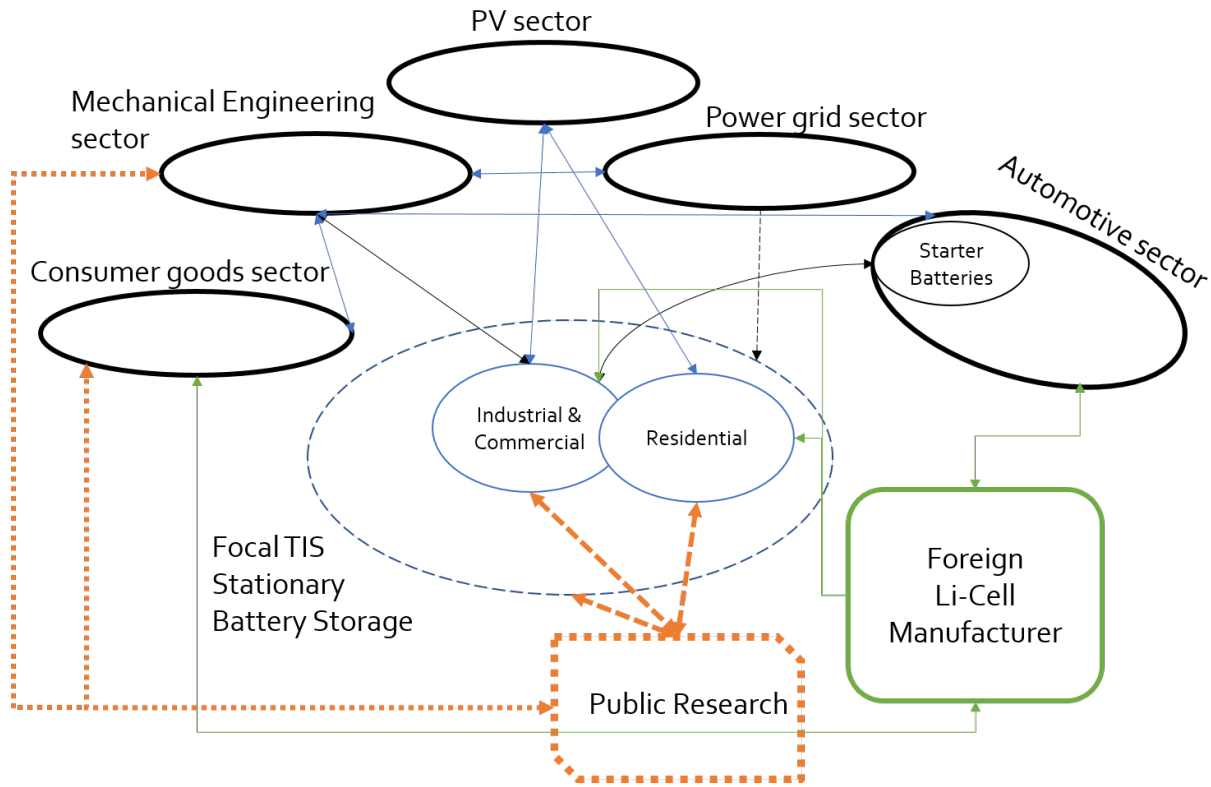 PV sector
Mechanical Engineering
sector
Power grid sector
Automotive sector
Starter
Batteries
Consumer goods sector
Industrial &
Commercial
Residential
Focal TIS
Stationary
Battery Storage
Foreign
Li-Cell
Manufacturer
Public Research